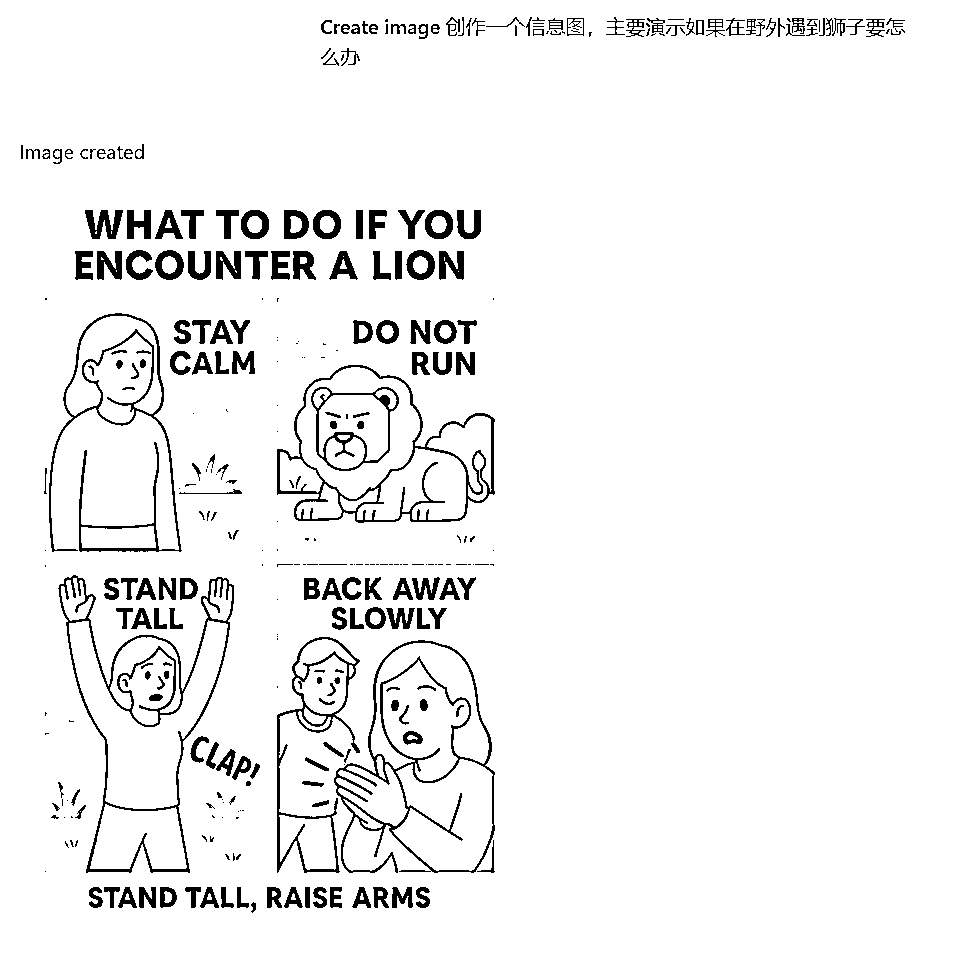 Create image 创作一个信息图，主要演示如果在野外遇到狮子要怎
么办
Image created
WHAT TO DO IF YOU
ENCOUNTER A LION
STAY
CALM
DO NOT
RUN
STAND
TALL
CLAP!
BACK AWAY
SLOWLY
STAND TALL, RAISE ARMS